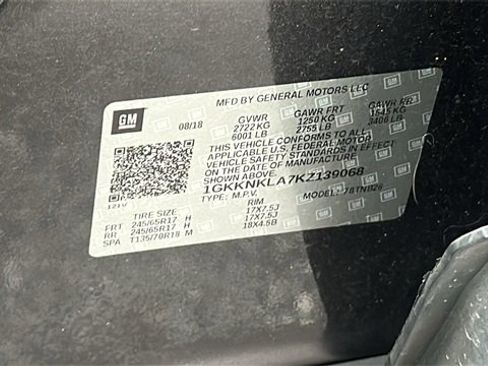 MFD BY GENERAL MOTORS LLC
GM
08/18
GVWR GAWR FRT GAWR RR
2722 KG 1250 KG 1545 KG
6001 LB 2755 LB 3406 LB
THIS VEHICLE CONFORMS TO ALL
APPLICABLE U.S. FEDERAL MOTOR
VEHICLE SAFETY STANDARDS IN EFFECT
ON THE DATE OF MANUFACTURE
SHOWN ABOVE.
1GKKNKLA7KZ139068
TYPE: M.P.V. MODEL: 
TIRE SIZE RIM
FRT 245/65R17 H 17X7.5J
RR 245/65R17 H 17X7.5J
SPA T135/70R18 M 18X4.5B